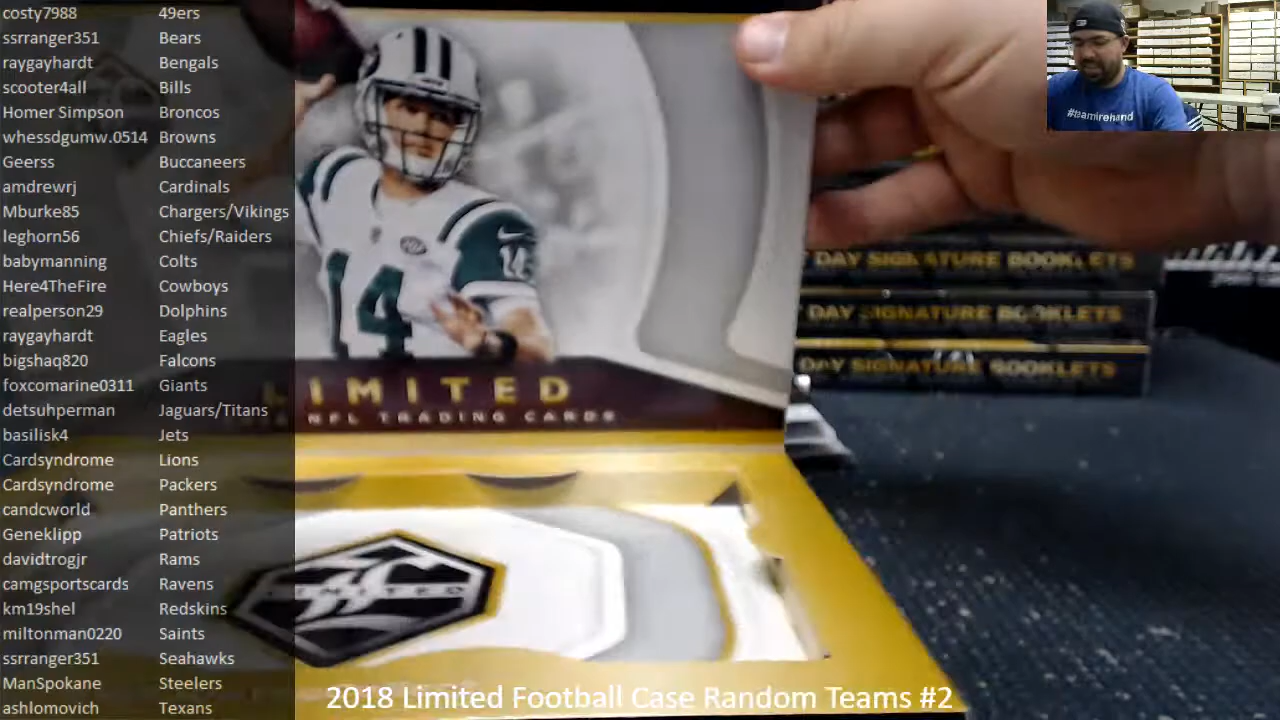 costy7988 49ers
ssrranger351 Bears
raygayhardt Bengals
scooter4all Bills
Homer Simpson Broncos
whessdgumw.0514 Browns
Geerss Buccaneers
amdrewrj Cardinals
Mburke85 Chargers/Vikings
leghorn56 Chiefs/Raiders
babymanning Colts
Here4TheFire Cowboys
realperson29 Dolphins
raygayhardt Eagles
bigshaq820 Falcons
foxcomarine0311 Giants
detsuhperman Jaguars/Titans
basilisk4 Jets
Cardsyndrome Lions
Cardsyndrome Packers
candcworld Panthers
Geneklipp Patriots
davidtrogjr Rams
camgsportscards Ravens
km19shel Redskins
miltonman0220 Saints
ssrranger351 Seahawks
ManSpokane Steelers
ashlomovich Texans
#teamirehand
14
14
LIMITED
NFL TRADING CARDS
LIMITED
DAY SIGNATURE BOOKLETS
DAY SIGNATURE BOOKLETS
DAY SIGNATURE BOOKLETS
2018 Limited Football Case Random Teams #2